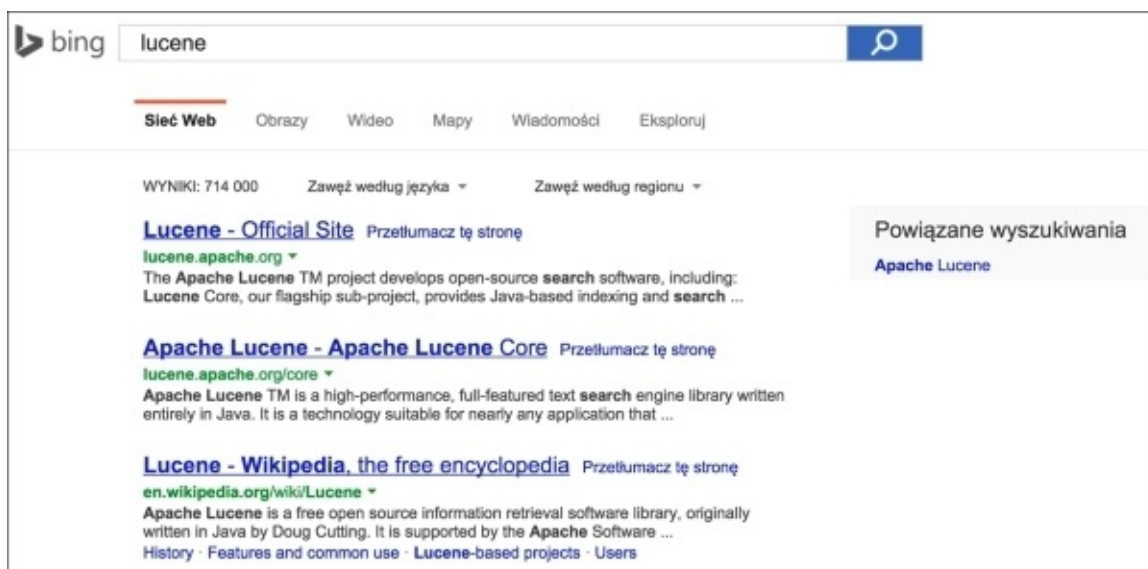 bing lucene
Sieć Web Obrazy Wideo Mapy Wiadomości Eksploruj
WYNIKI: 714 000 Zawęź według języka Zawęź według regionu
Lucene - Official Site Przetłumacz tę stronę
lucene.apache.org
The Apache Lucene TM project develops open-source search software, including:
Lucene Core, our flagship sub-project, provides Java-based indexing and search ...
Apache Lucene - Apache Lucene Core Przetłumacz tę stronę
lucene.apache.org/core
Apache Lucene TM is a high-performance, full-featured text search engine library written
entirely in Java. It is a technology suitable for nearly any application that ...
Lucene - Wikipedia, the free encyclopedia Przetłumacz tę stronę
en.wikipedia.org/wiki/Lucene
Apache Lucene is a free open source information retrieval software library, originally
written in Java by Doug Cutting. It is supported by the Apache Software ...
History · Features and common use · Lucene-based projects · Users
Powiązane wyszukiwania
Apache Lucene